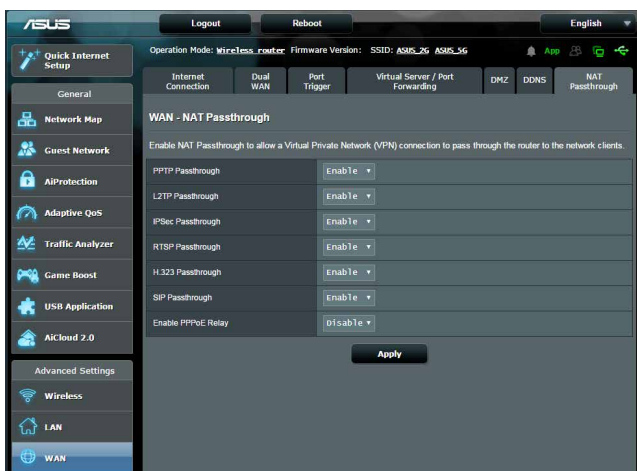 ASUS
Logout
Reboot
English
Quick Internet
Setup
Operation Mode: Wireless router Firmware Version: SSID: ASUS_2G ASUS_5G
App
Internet
Connection
Dual
WAN
Port
Trigger
Virtual Server / Port
Forwarding
DMZ
DDNS
NAT
Passthrough
General
Network Map
Guest Network
AiProtection
Adaptive QoS
Traffic Analyzer
Game Boost
USB Application
AiCloud 2.0
Advanced Settings
Wireless
LAN
WAN
WAN - NAT Passthrough
Enable NAT Passthrough to allow a Virtual Private Network (VPN) connection to pass through the router to the network clients.
PPTP Passthrough Enable
L2TP Passthrough Enable
IPSec Passthrough Enable
RTSP Passthrough Enable
H.323 Passthrough Enable
SIP Passthrough Enable
Enable PPPoE Relay Disable
Apply